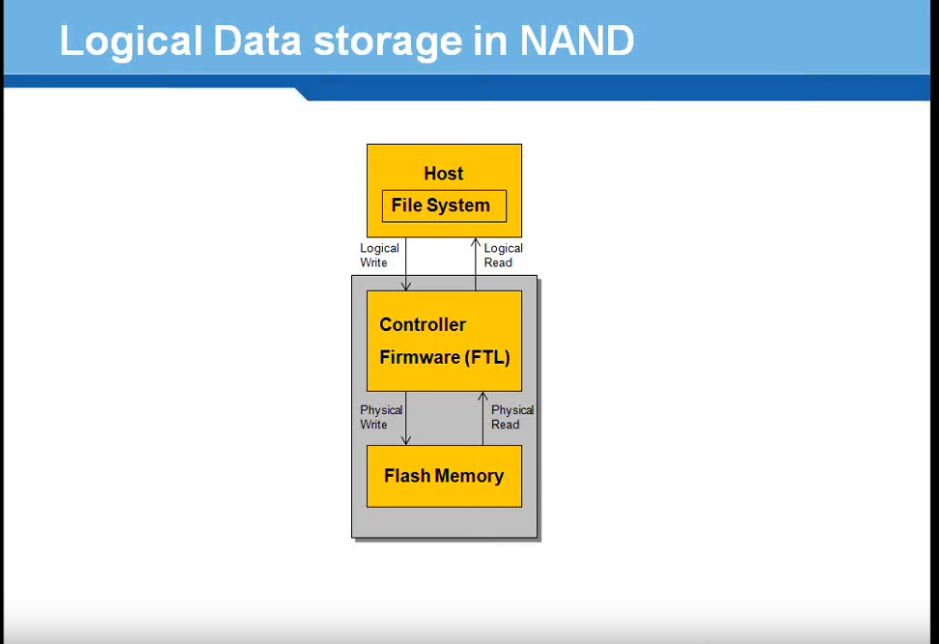 Logical Data storage in NAND
Host
File System
Logical
Write
Logical
Read
Controller
Firmware (FTL)
Physical
Write
Physical
Read
Flash Memory